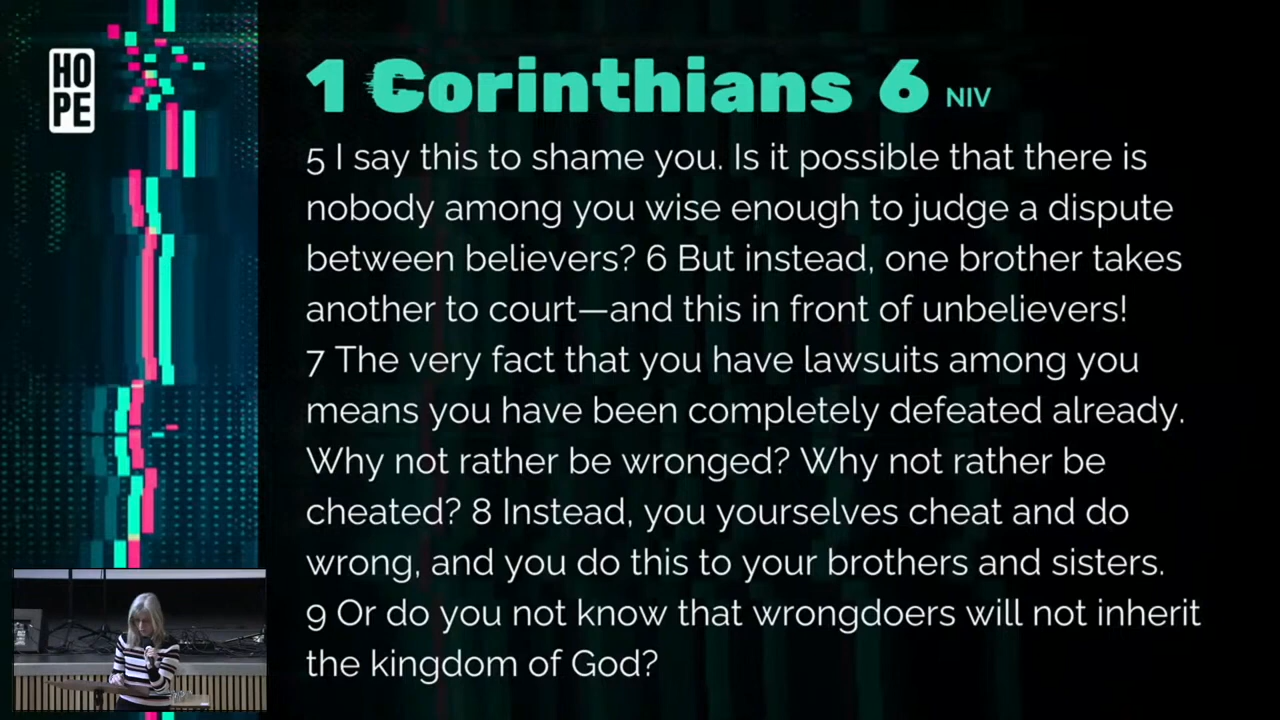 HO
PE
1 Corinthians 6 NIV
5 I say this to shame you. Is it possible that there is
nobody among you wise enough to judge a dispute
between believers? 6 But instead, one brother takes
another to court—and this in front of unbelievers!
7 The very fact that you have lawsuits among you
means you have been completely defeated already.
Why not rather be wronged? Why not rather be
cheated? 8 Instead, you yourselves cheat and do
wrong, and you do this to your brothers and sisters.
9 Or do you not know that wrongdoers will not inherit
the kingdom of God?